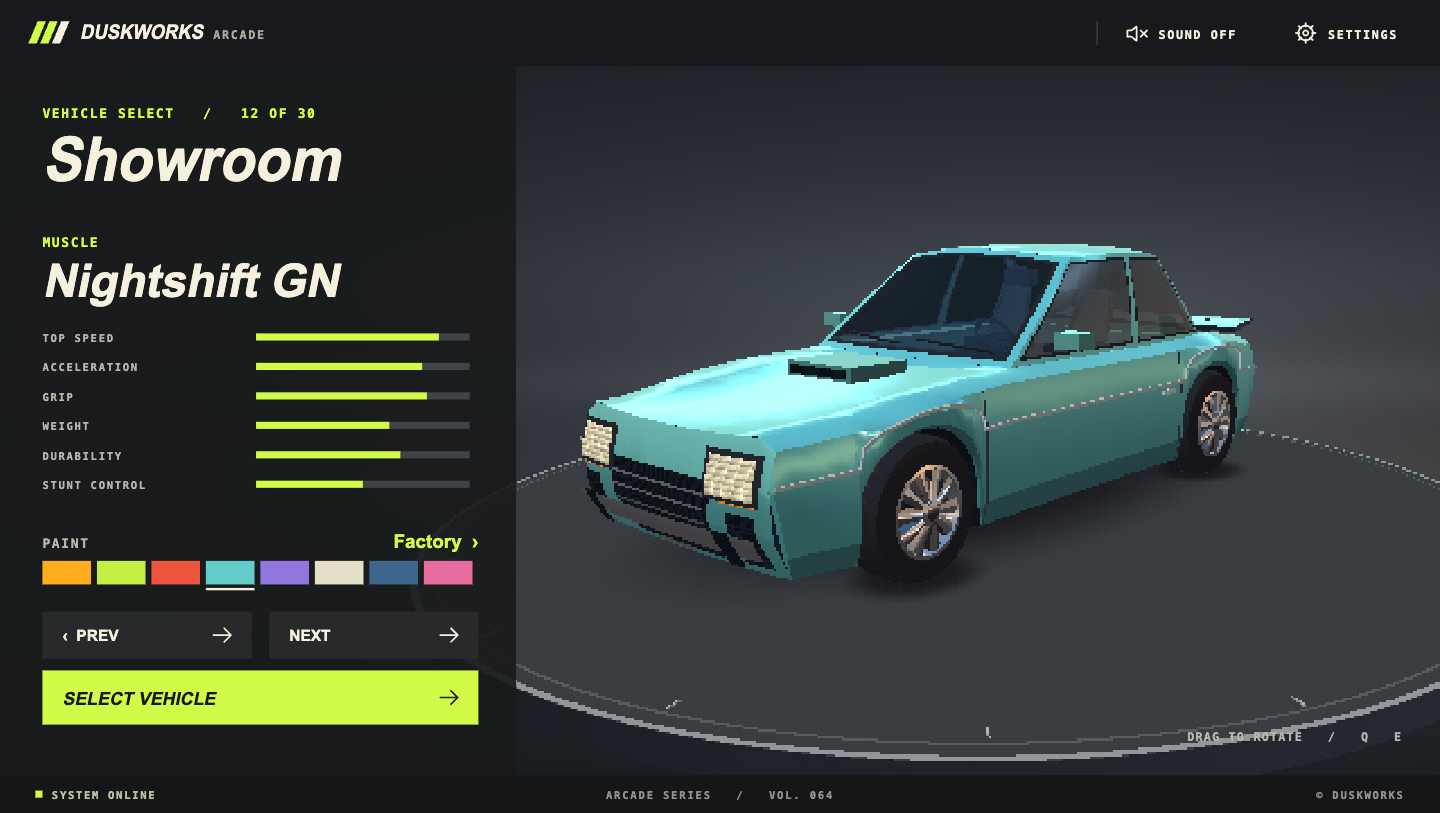 DUSKWORKS ARCADE
SOUND OFF
SETTINGS
VEHICLE SELECT / 12 OF 30
Showroom
MUSCLE
Nightshift GN
TOP SPEED
ACCELERATION
GRIP
WEIGHT
DURABILITY
STUNT CONTROL
PAINT
Factory ›
‹ PREV
NEXT
SELECT VEHICLE
DRAG TO ROTATE / Q E
SYSTEM ONLINE
ARCADE SERIES / VOL. 064
© DUSKWORKS